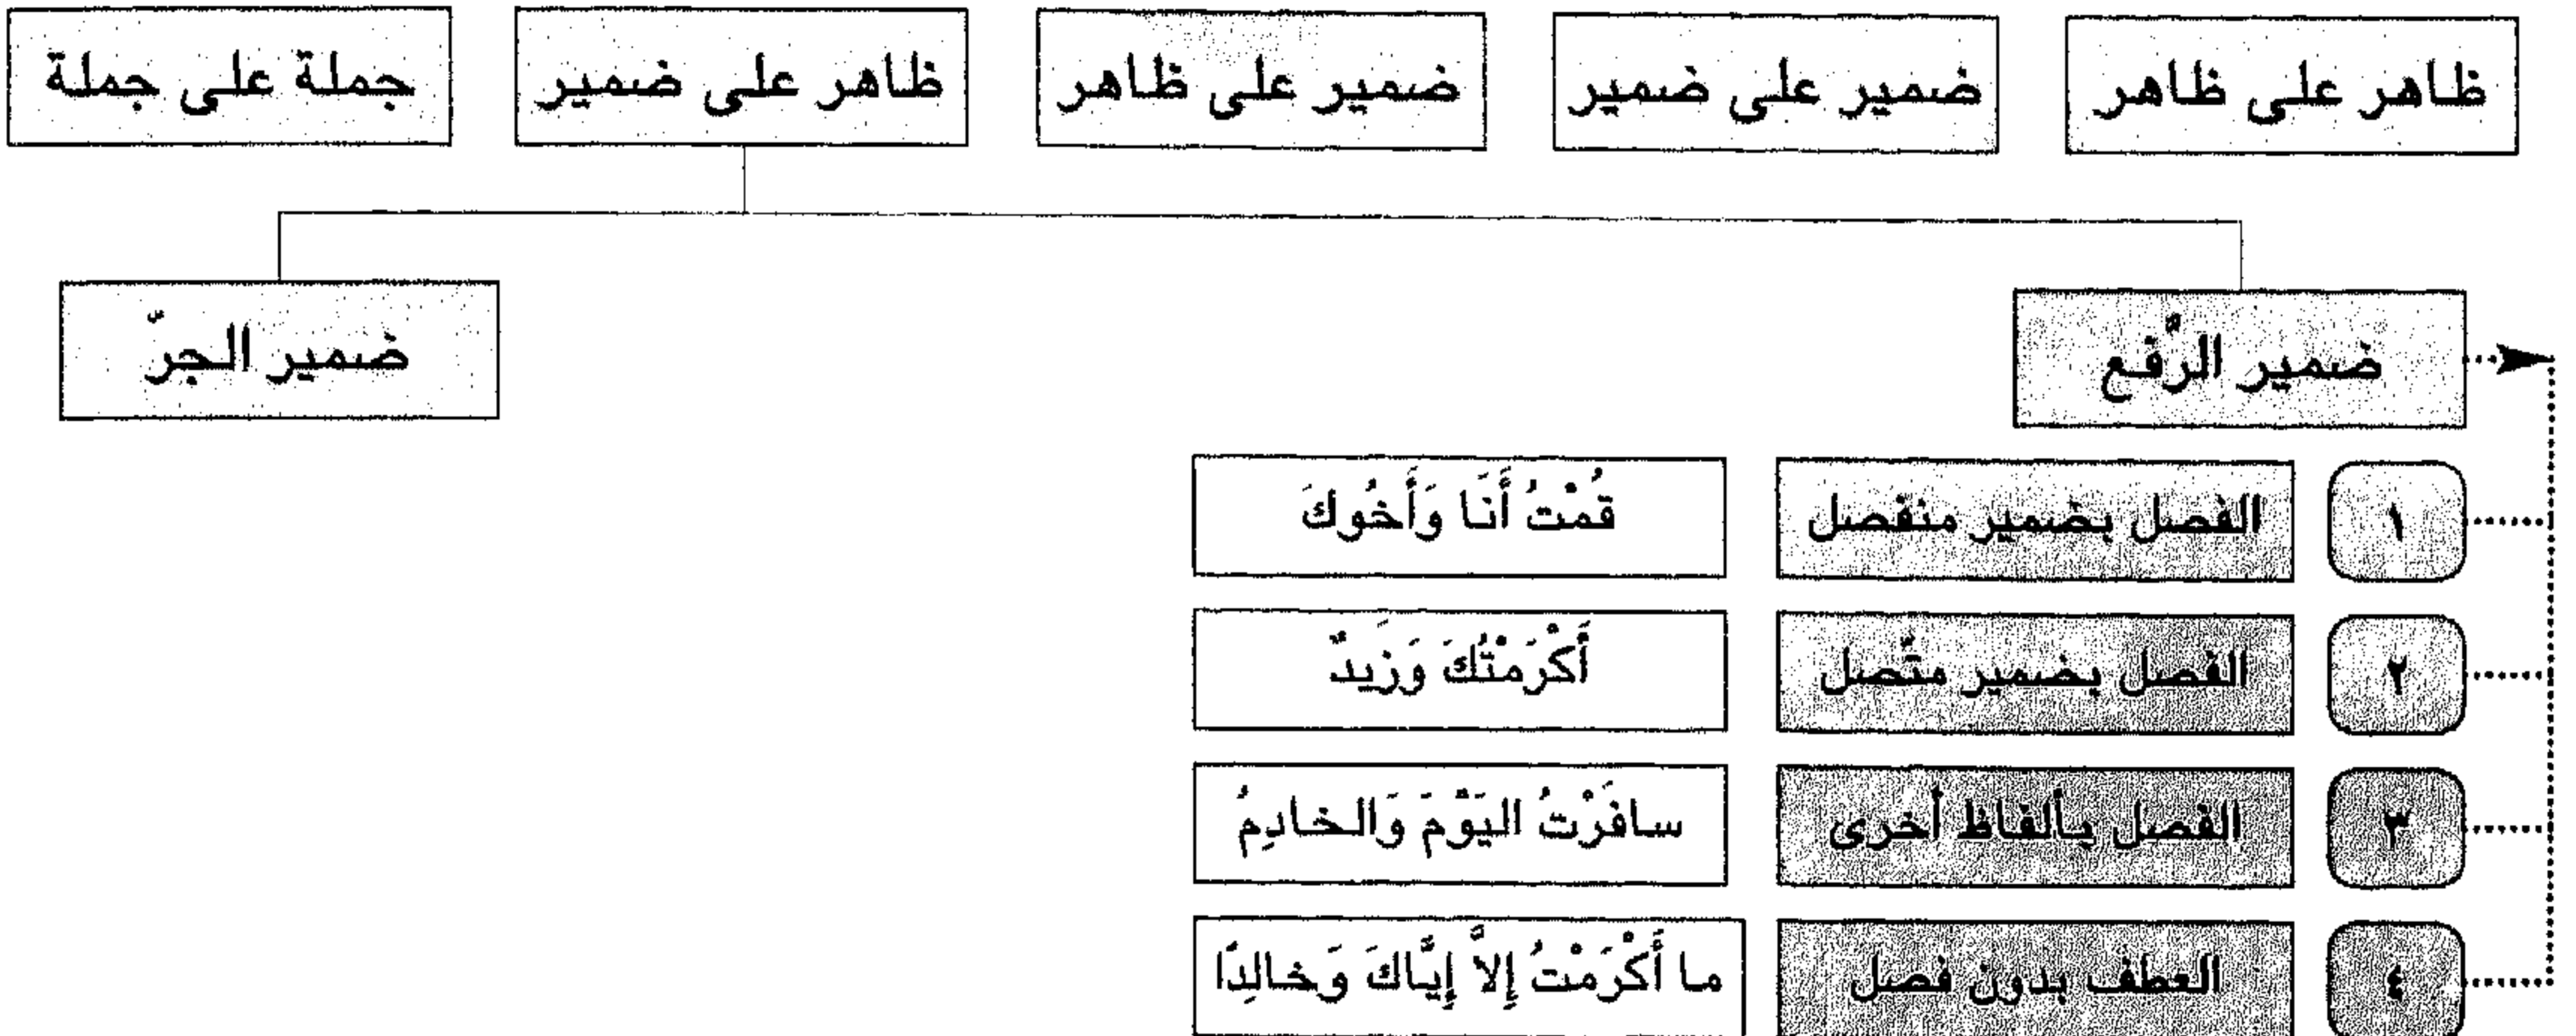 ظاهر على ظاهر
ضمير على ضمير
ضمير على ظاهر
ظاهر على ضمير
جملة على جملة
ضمير الرَّفع
ضمير الجرّ
١
الفصل بضمير منفصل
قُمْتُ أَنَا وَأَخُوكَ
٢
الفصل بضمير متّصل
أَكْرَمْتُكَ وَزَيدٌ
٣
الفصل بألفاظ أخرى
سافَرْتُ اليَوْمَ وَالخادِمُ
٤
العطف بدون فصل
ما أَكْرَمْتُ إِلاَّ إِيَّاكَ وَخالِدًا